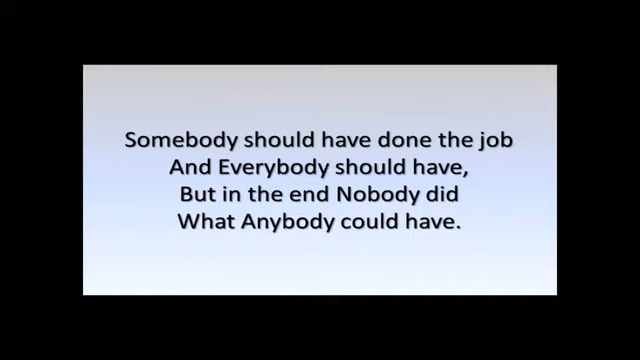 Somebody should have done the job
And Everybody should have,
But in the end Nobody did
What Anybody could have.